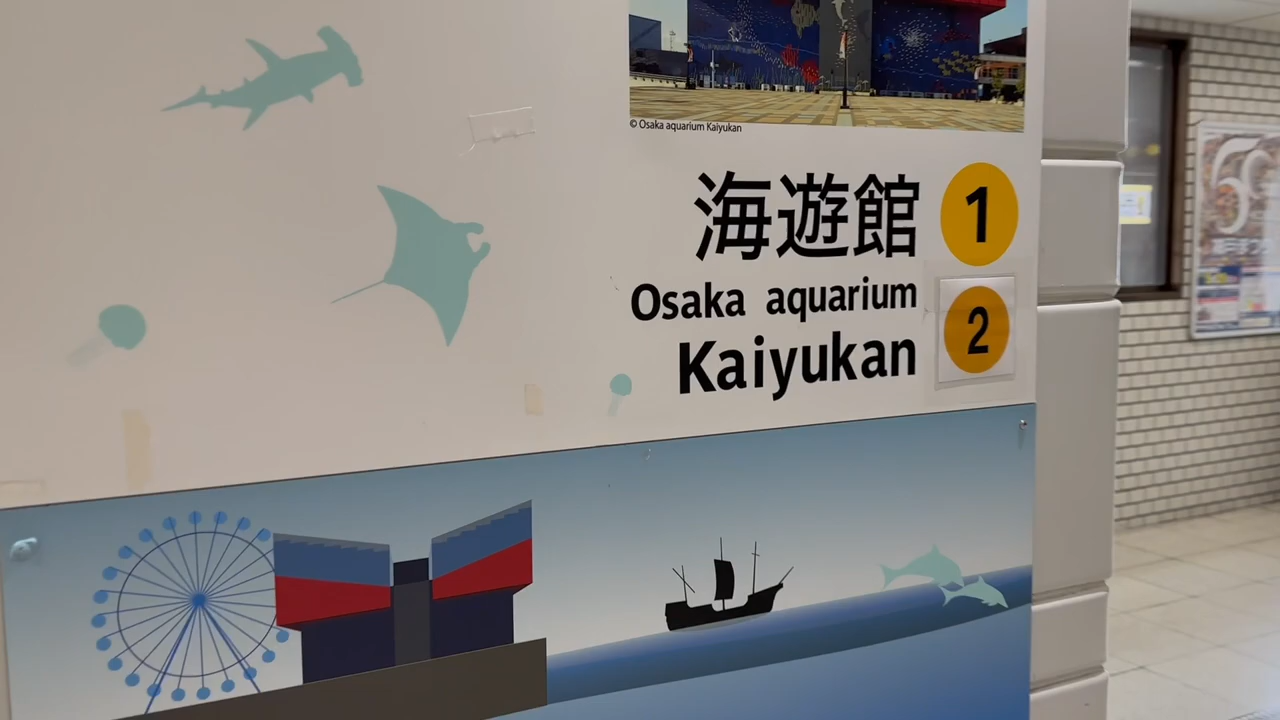 © Osaka aquarium Kaiyukan
海遊館 1
Osaka aquarium
Kaiyukan 2